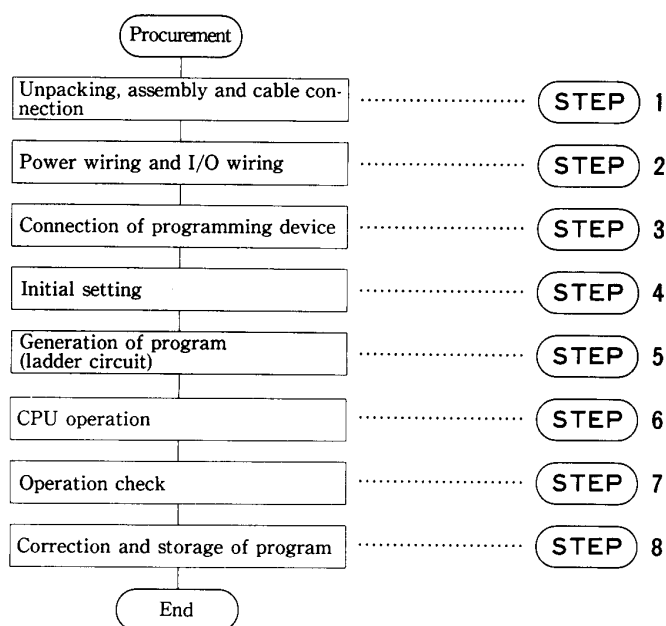 Procurement
Unpacking, assembly and cable con-
nection
STEP 1
Power wiring and I/O wiring
STEP 2
Connection of programming device
STEP 3
Initial setting
STEP 4
Generation of program
(ladder circuit)
STEP 5
CPU operation
STEP 6
Operation check
STEP 7
Correction and storage of program
STEP 8
End